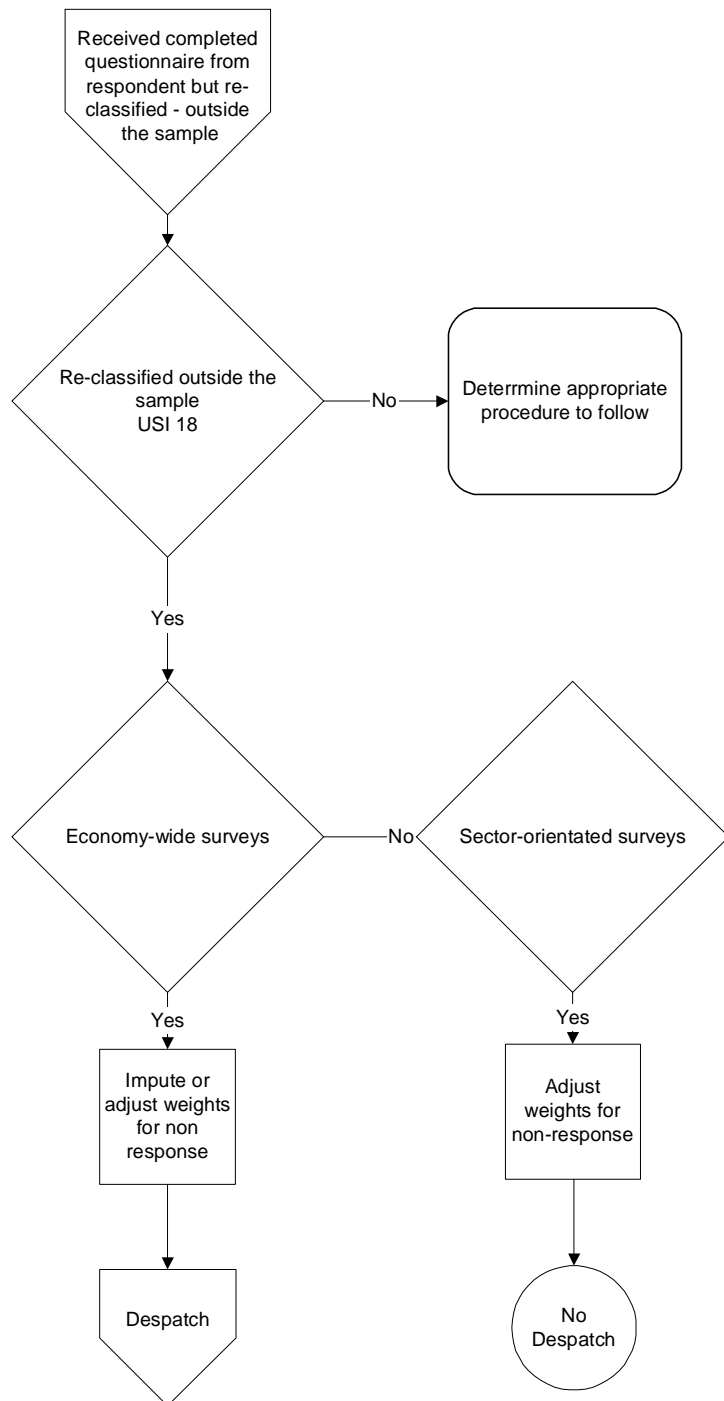 Received completed
questionnaire from
respondent but re-
classified - outside
the sample
Re-classified outside the
sample
USI 18
No
Deterrmine appropriate
procedure to follow
Yes
Economy-wide surveys
No
Sector-orientated surveys
Yes
Impute or
adjust weights
for non
response
Despatch
Yes
Adjust
weights for
non-response
No
Despatch